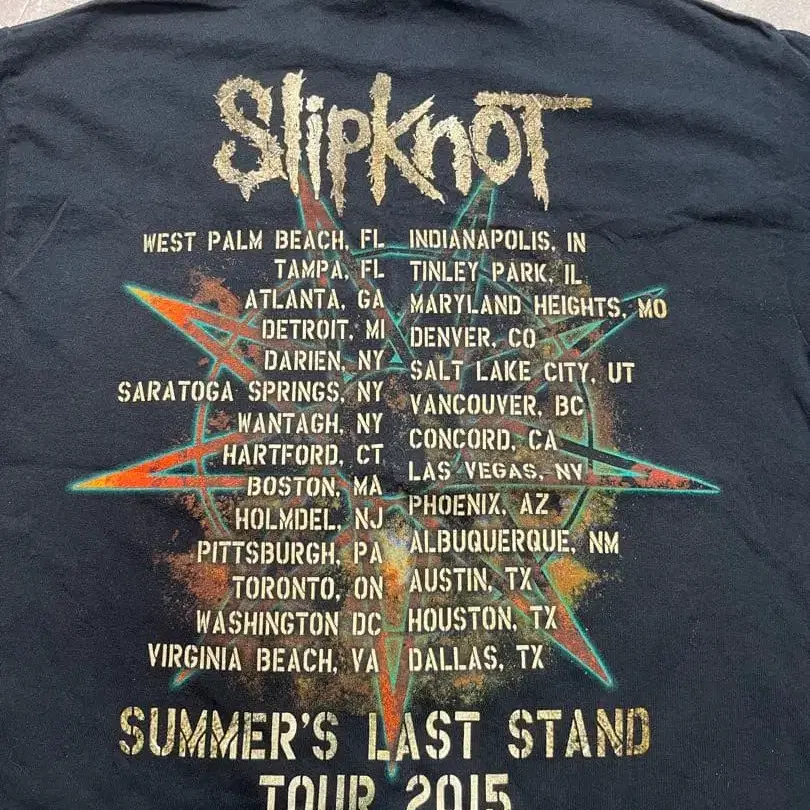 SlipknoT
WEST PALM BEACH, FL
TAMPA, FL
ATLANTA, GA
DETROIT, MI
DARIEN, NY
SARATOGA SPRINGS, NY
WANTAGH, NY
HARTFORD, CT
BOSTON, MA
HOLMDEL, NJ
PITTSBURGH, PA
TORONTO, ON
WASHINGTON DC
VIRGINIA BEACH, VA
INDIANAPOLIS, IN
TINLEY PARK, IL
MARYLAND HEIGHTS, MO
DENVER, CO
SALT LAKE CITY, UT
VANCOUVER, BC
CONCORD, CA
LAS VEGAS, NV
PHOENIX, AZ
ALBUQUERQUE, NM
AUSTIN, TX
HOUSTON, TX
DALLAS, TX
SUMMER'S LAST STAND
TOUR 2015